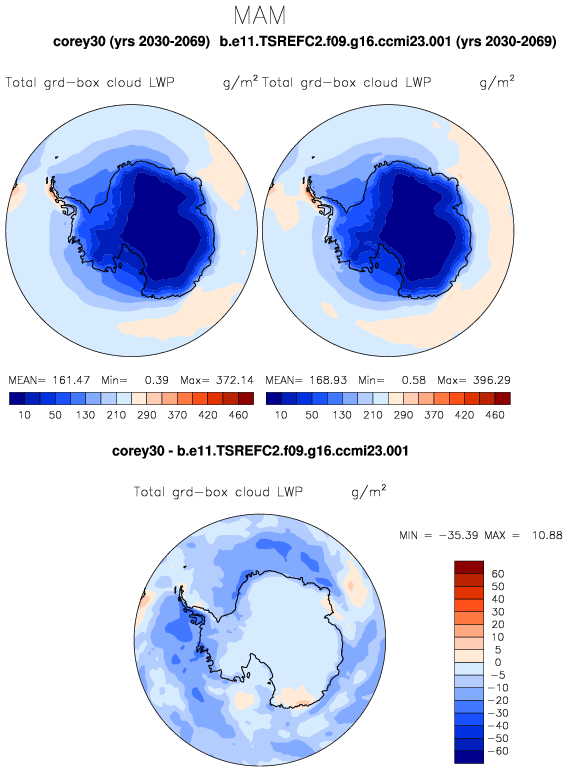 MAM
corey30 (yrs 2030-2069) b.e11.TSREFC2.f09.g16.ccmi23.001 (yrs 2030-2069)
Total grd-box cloud LWP g/m² Total grd-box cloud LWP g/m²
MEAN= 161.47 Min= 0.39 Max= 372.14 MEAN= 168.93 Min= 0.58 Max= 396.29
10 50 130 210 290 370 420 460 10 50 130 210 290 370 420 460
corey30 - b.e11.TSREFC2.f09.g16.ccmi23.001
Total grd-box cloud LWP g/m²
MIN = -35.39 MAX = 10.88
60
50
40
30
20
10
5
0
-5
-10
-20
-30
-40
-50
-60